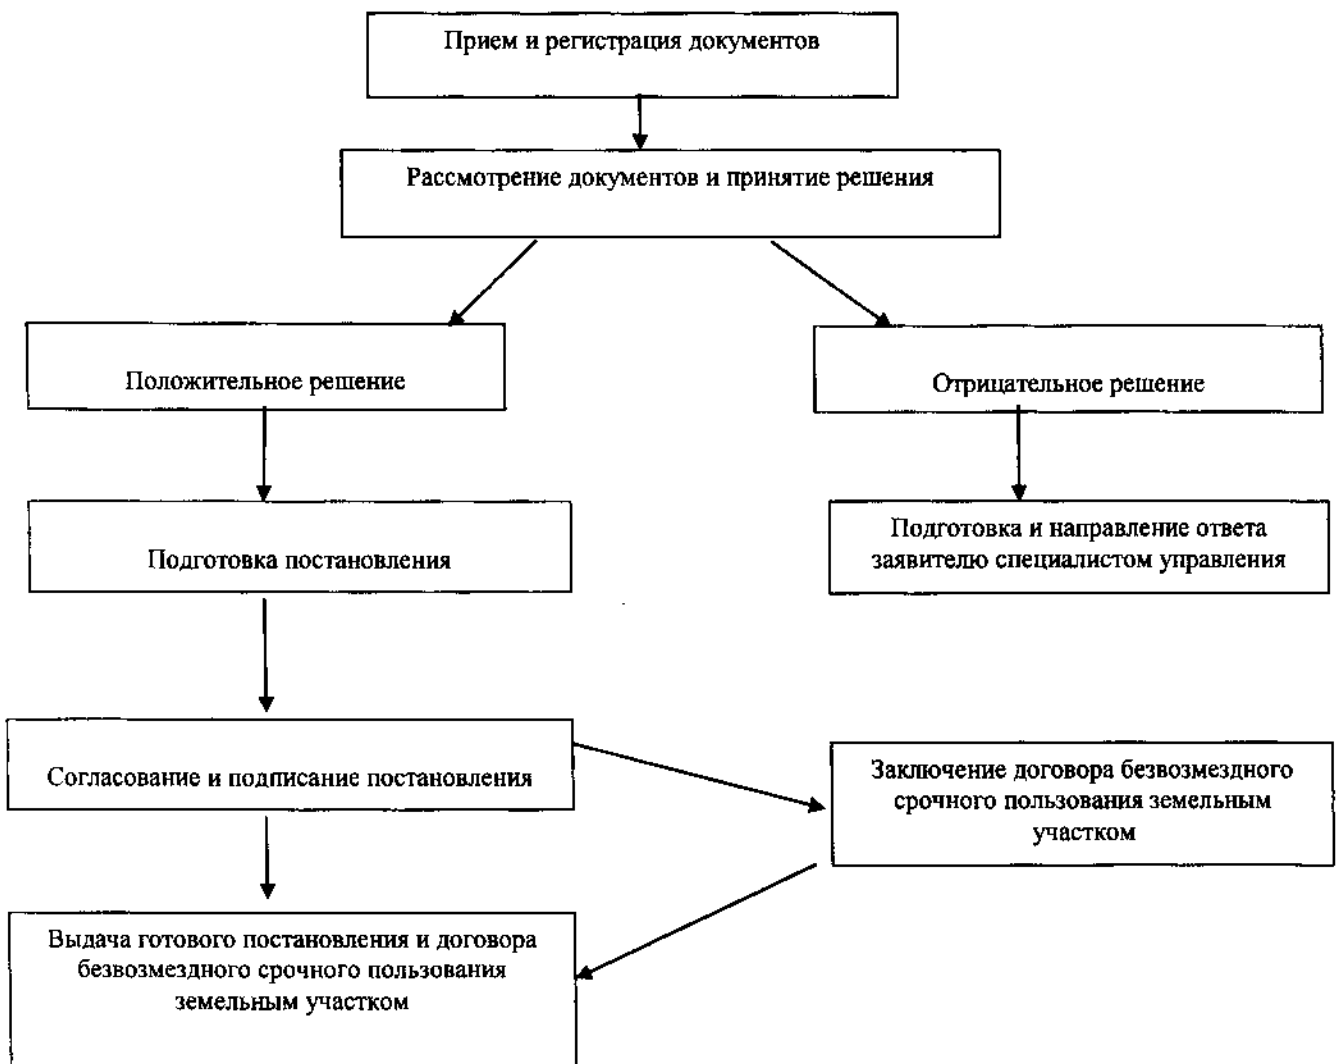 Прием и регистрация документов
Рассмотрение документов и принятие решения
Положительное решение
Отрицательное решение
Подготовка постановления
Подготовка и направление ответа
заявителю специалистом управления
Согласование и подписание постановления
Заключение договора безвозмездного
срочного пользования земельным
участком
Выдача готового постановления и договора
безвозмездного срочного пользования
земельным участком